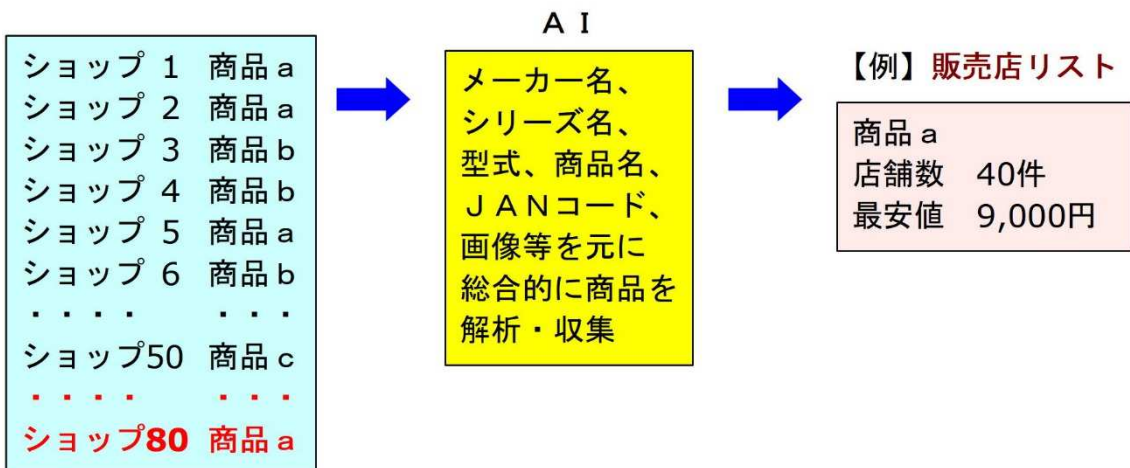 ショップ 1 商品ａ
ショップ 2 商品ａ
ショップ 3 商品ｂ
ショップ 4 商品ｂ
ショップ 5 商品ａ
ショップ 6 商品ｂ
・・・・ ・・・
ショップ50 商品ｃ
・・・・ ・・・
ショップ80 商品ａ
ＡＩ
メーカー名、
シリーズ名、
型式、商品名、
ＪＡＮコード、
画像等を元に
総合的に商品を
解析・収集
【例】販売店リスト
商品ａ
店舗数 40件
最安値 9,000円